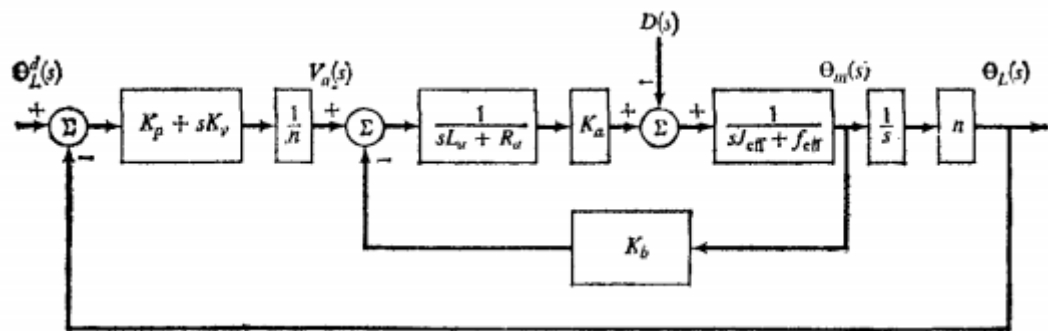 D(s)
Θ_L^d(s)
V_a(s)
Θ_m(s)
Θ_L(s)
+
Σ
K_p + sK_v
1/n
+
Σ
1/(sL_a + R_a)
K_a
+
Σ
+
1/(sJ_eff + f_eff)
1/s
n
−
−
−
K_b